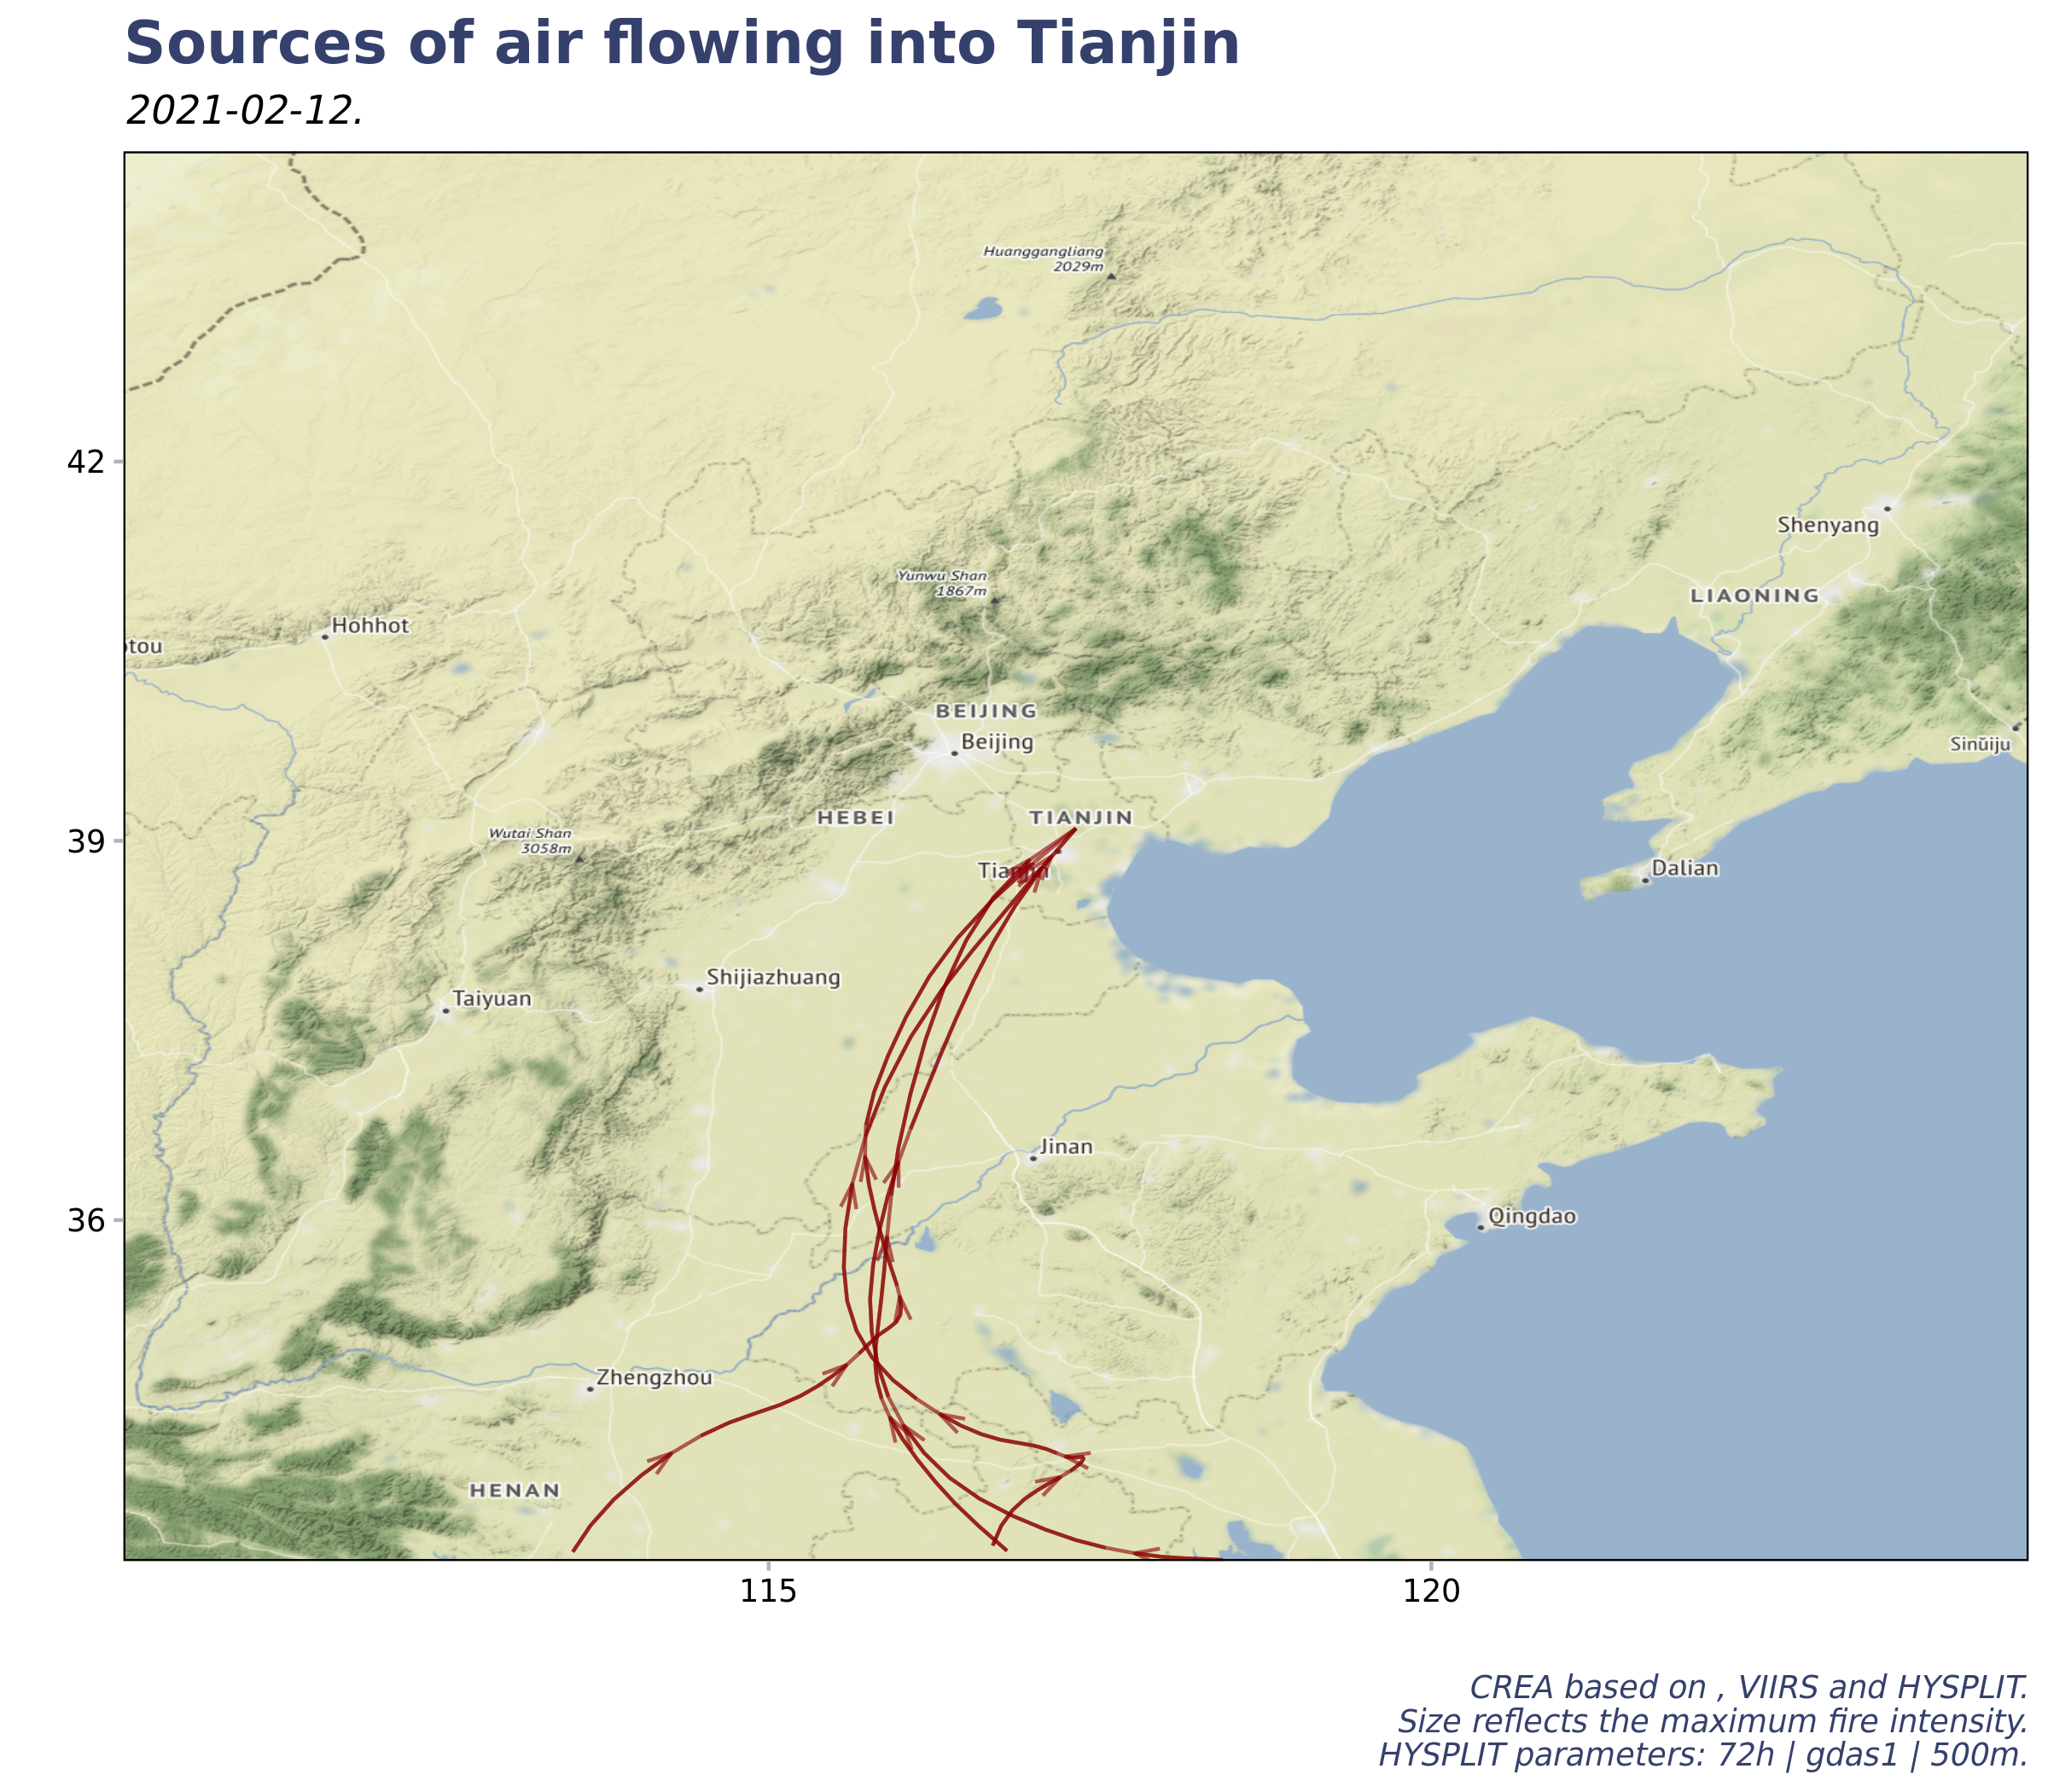 Sources of air flowing into Tianjin
2021-02-12.
Huanggangliang
2029m
42
Shenyang
Yunwu Shan
1867m
LIAONING
Hohhot
otou
BEIJING
Beijing
Sinŭiju
HEBEI
TIANJIN
39
Wutai Shan
3058m
Tianjin
Dalian
Shijiazhuang
Taiyuan
Jinan
36
Qingdao
Zhengzhou
HENAN
115
120
CREA based on , VIIRS and HYSPLIT.
Size reflects the maximum fire intensity.
HYSPLIT parameters: 72h | gdas1 | 500m.